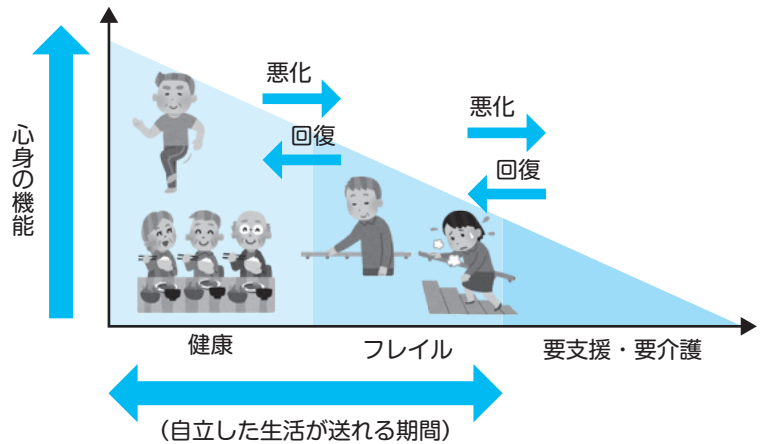 悪化
悪化
回復
回復
心身の機能
健康
フレイル
要支援・要介護
（自立した生活が送れる期間）